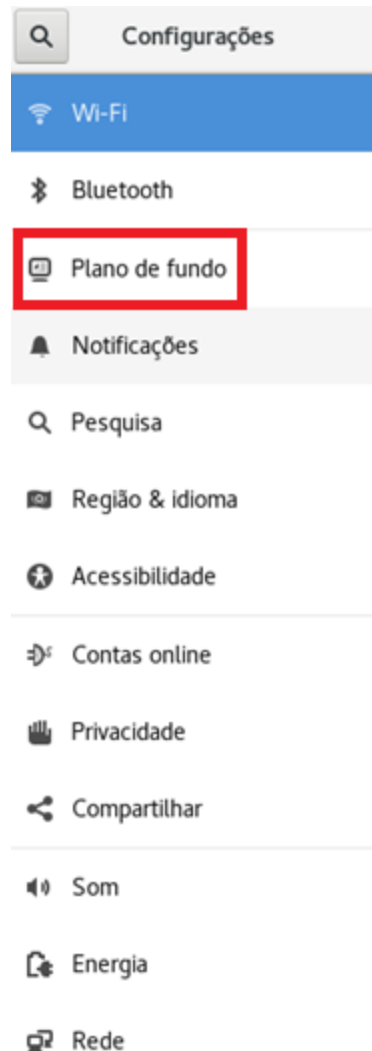 Configurações
Wi-Fi
Bluetooth
Plano de fundo
Notificações
Pesquisa
Região & idioma
Acessibilidade
Contas online
Privacidade
Compartilhar
Som
Energia
Rede